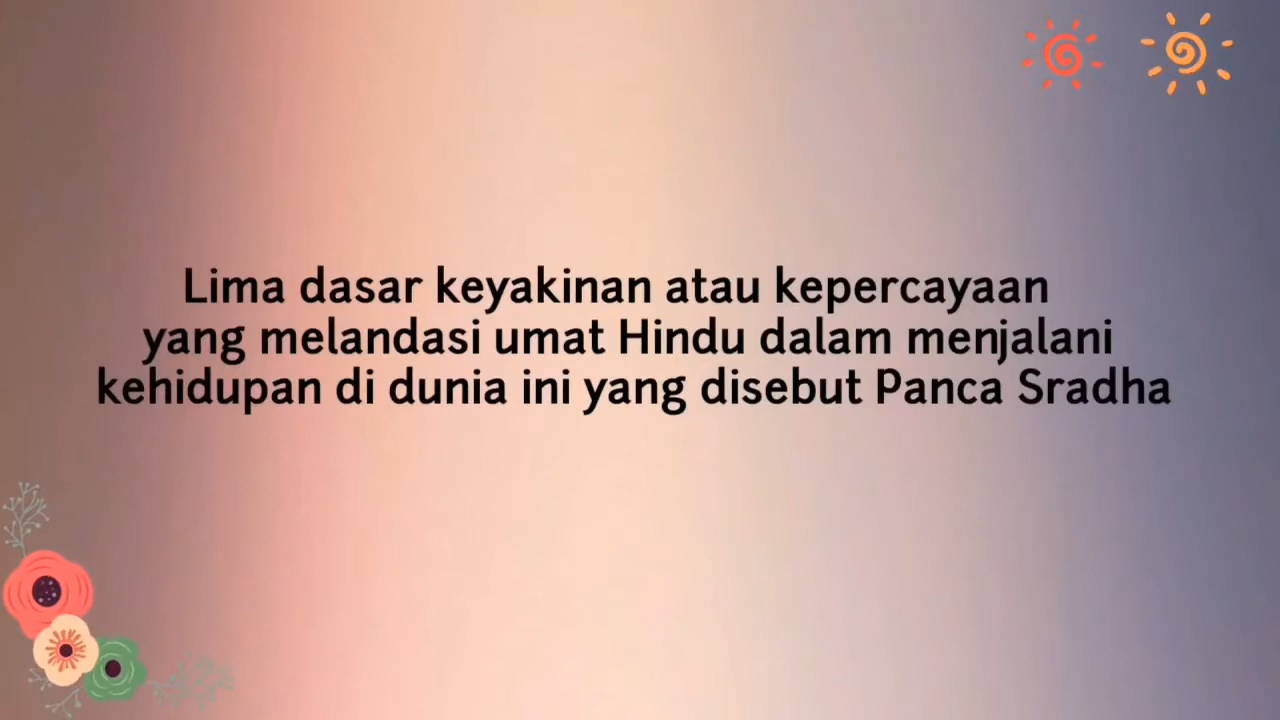 Lima dasar keyakinan atau kepercayaan
yang melandasi umat Hindu dalam menjalani
kehidupan di dunia ini yang disebut Panca Sradha